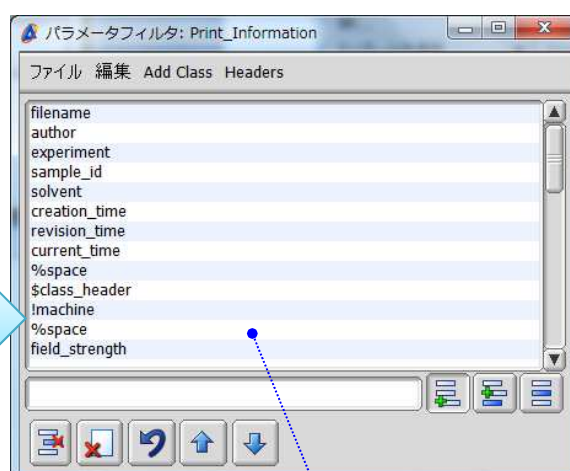 パラメータフィルタ: Print_Information
ファイル 編集 Add Class Headers
filename
author
experiment
sample_id
solvent
creation_time
revision_time
current_time
%space
$class_header
!machine
%space
field_strength